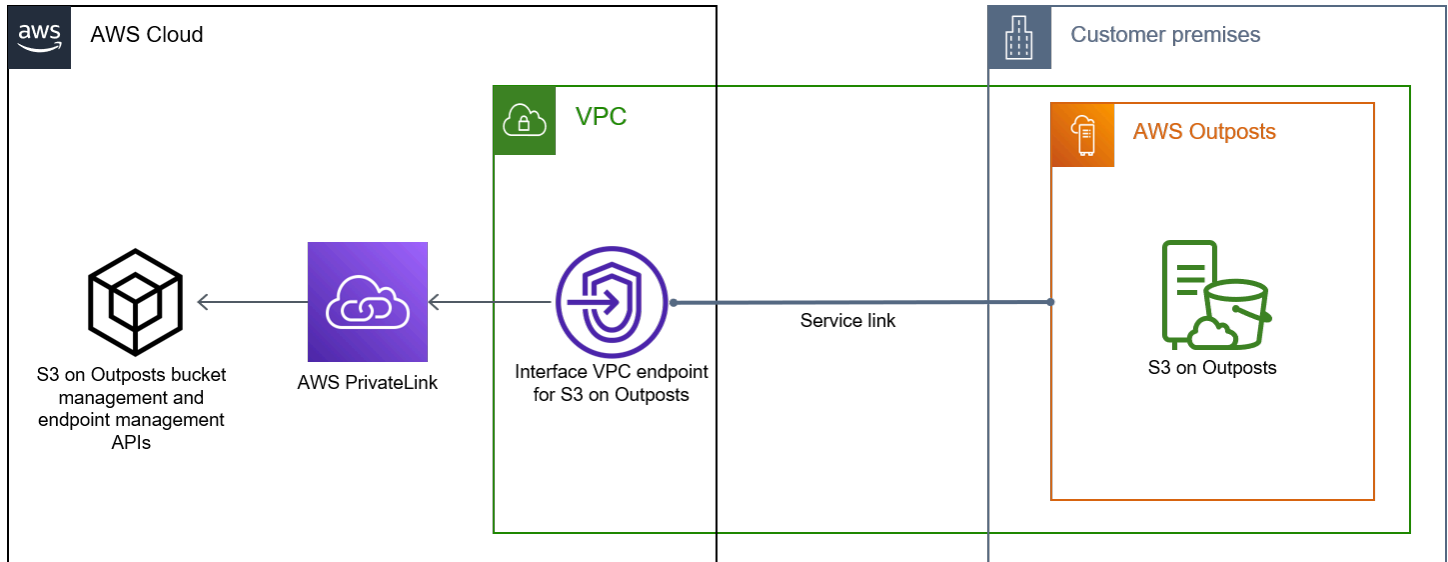 aws
AWS Cloud
Customer premises
VPC
AWS Outposts
S3 on Outposts bucket
management and
endpoint management
APIs
AWS PrivateLink
Interface VPC endpoint
for S3 on Outposts
Service link
S3 on Outposts